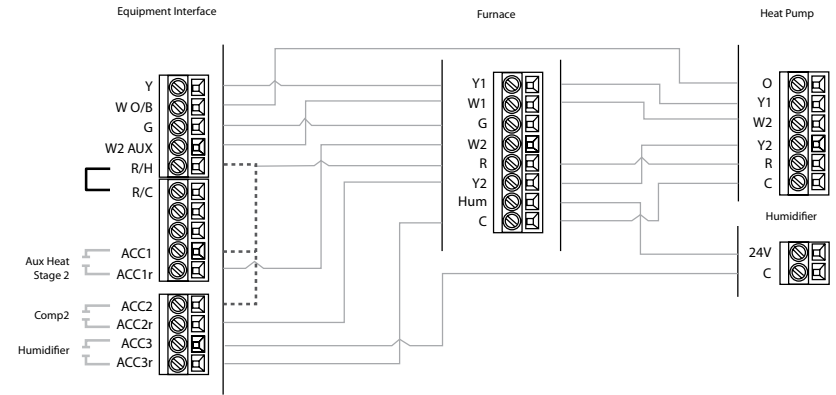 Equipment Interface
Furnace
Heat Pump
Y
W O/B
G
W2 AUX
R/H
R/C
ACC1
ACC1r
Aux Heat
Stage 2
ACC2
ACC2r
Comp2
ACC3
ACC3r
Humidifier
Y1
W1
G
W2
R
Y2
Hum
C
O
Y1
W2
Y2
R
C
Humidifier
24V
C